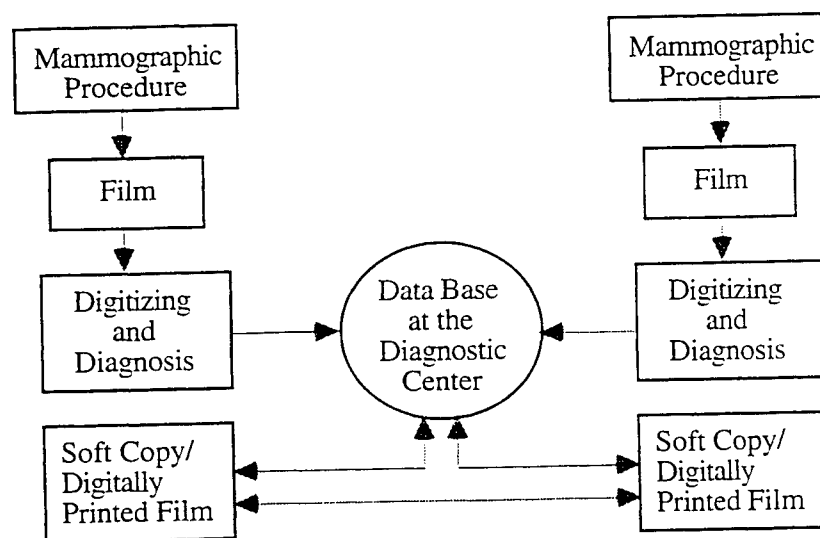 Mammographic
Procedure
Film
Digitizing
and
Diagnosis
Soft Copy/
Digitally
Printed Film
Data Base
at the
Diagnostic
Center
Mammographic
Procedure
Film
Digitizing
and
Diagnosis
Soft Copy/
Digitally
Printed Film